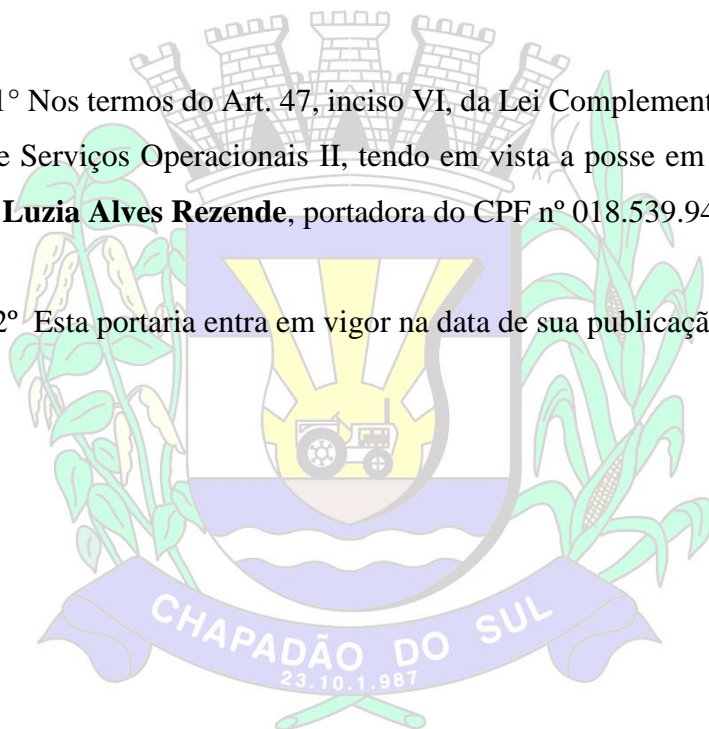 1° Nos termos do Art. 47, inciso VI, da Lei Complement
e Serviços Operacionais II, tendo em vista a posse em
Luzia Alves Rezende, portadora do CPF nº 018.539.94
2º Esta portaria entra em vigor na data de sua publicaçã
CHAPADÃO DO SUL
23.10.1.987